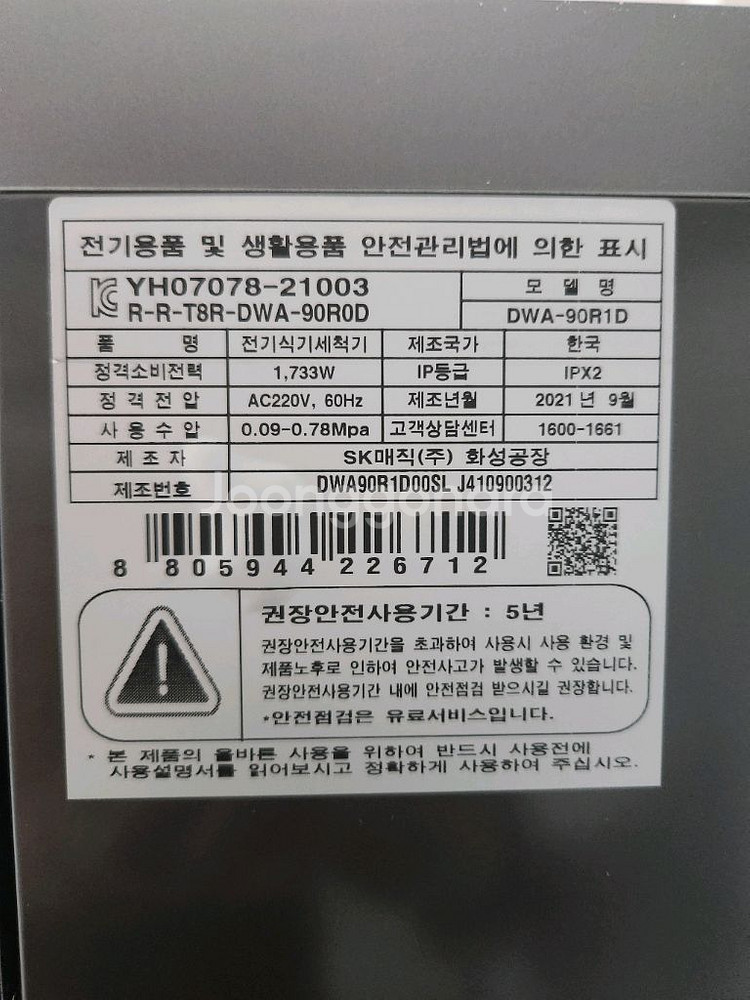 전기용품 및 생활용품 안전관리법에 의한 표시
YH07078-21003
R-R-T8R-DWA-90R0D
모 델 명
DWA-90R1D
품 명 전기식기세척기 제조국가 한국
정격소비전력 1,733W IP등급 IPX2
정 격 전 압 AC220V, 60Hz 제조년월 2021 년 9월
사 용 수 압 0.09-0.78Mpa 고객상담센터 1600-1661
제 조 자 SK매직(주) 화성공장
제조번호 DWA90R1D00SL J410900312
Joonggonara
8 805944 226712
권장안전사용기간 : 5년
권장안전사용기간을 초과하여 사용시 사용 환경 및
제품노후로 인하여 안전사고가 발생할 수 있습니다.
권장안전사용기간 내에 안전점검 받으시길 권장합니다.
*안전점검은 유료서비스입니다.
* 본 제품의 올바른 사용을 위하여 반드시 사용전에
사용설명서를 읽어보시고 정확하게 사용하여 주십시오.